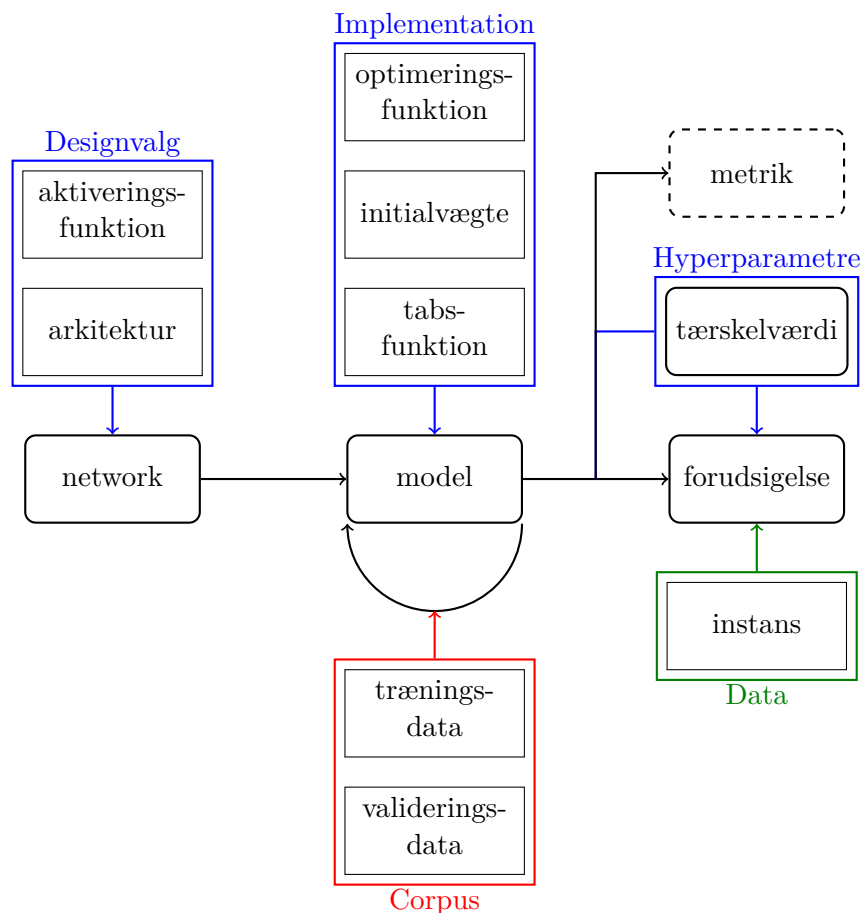 Implementation
optimerings-
funktion
initialvægte
tabs-
funktion
Designvalg
aktiverings-
funktion
arkitektur
metrik
Hyperparametre
tærskelværdi
network
model
forudsigelse
instans
Data
trænings-
data
validerings-
data
Corpus